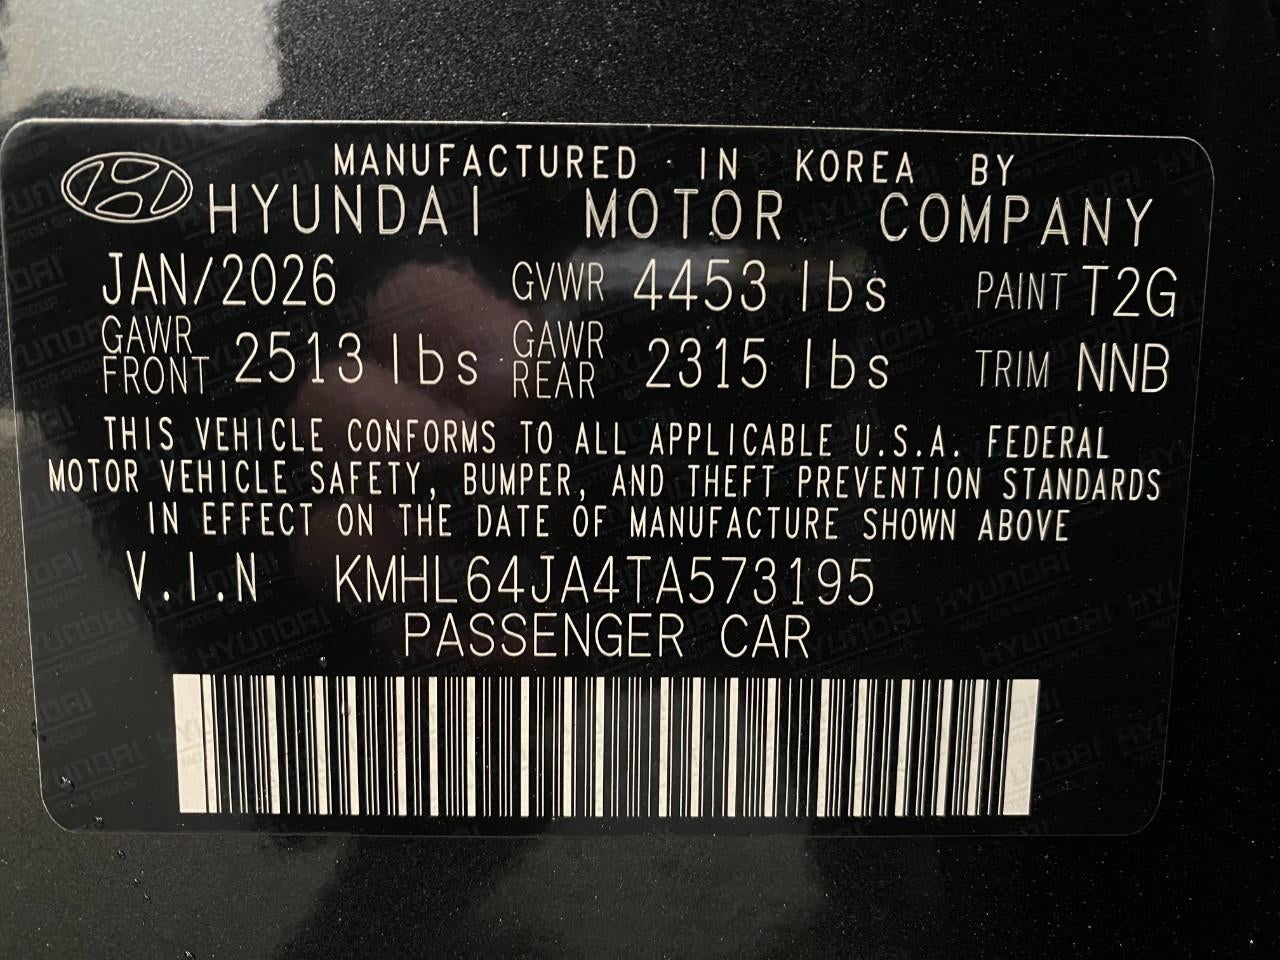 MANUFACTURED IN KOREA BY
HYUNDAI MOTOR COMPANY
JAN/2026 GVWR 4453 lbs PAINT T2G
GAWR FRONT 2513 lbs GAWR REAR 2315 lbs TRIM NNB
THIS VEHICLE CONFORMS TO ALL APPLICABLE U.S.A. FEDERAL
MOTOR VEHICLE SAFETY, BUMPER, AND THEFT PREVENTION STANDARDS
IN EFFECT ON THE DATE OF MANUFACTURE SHOWN ABOVE
V.I.N KMHL64JA4TA573195
PASSENGER CAR